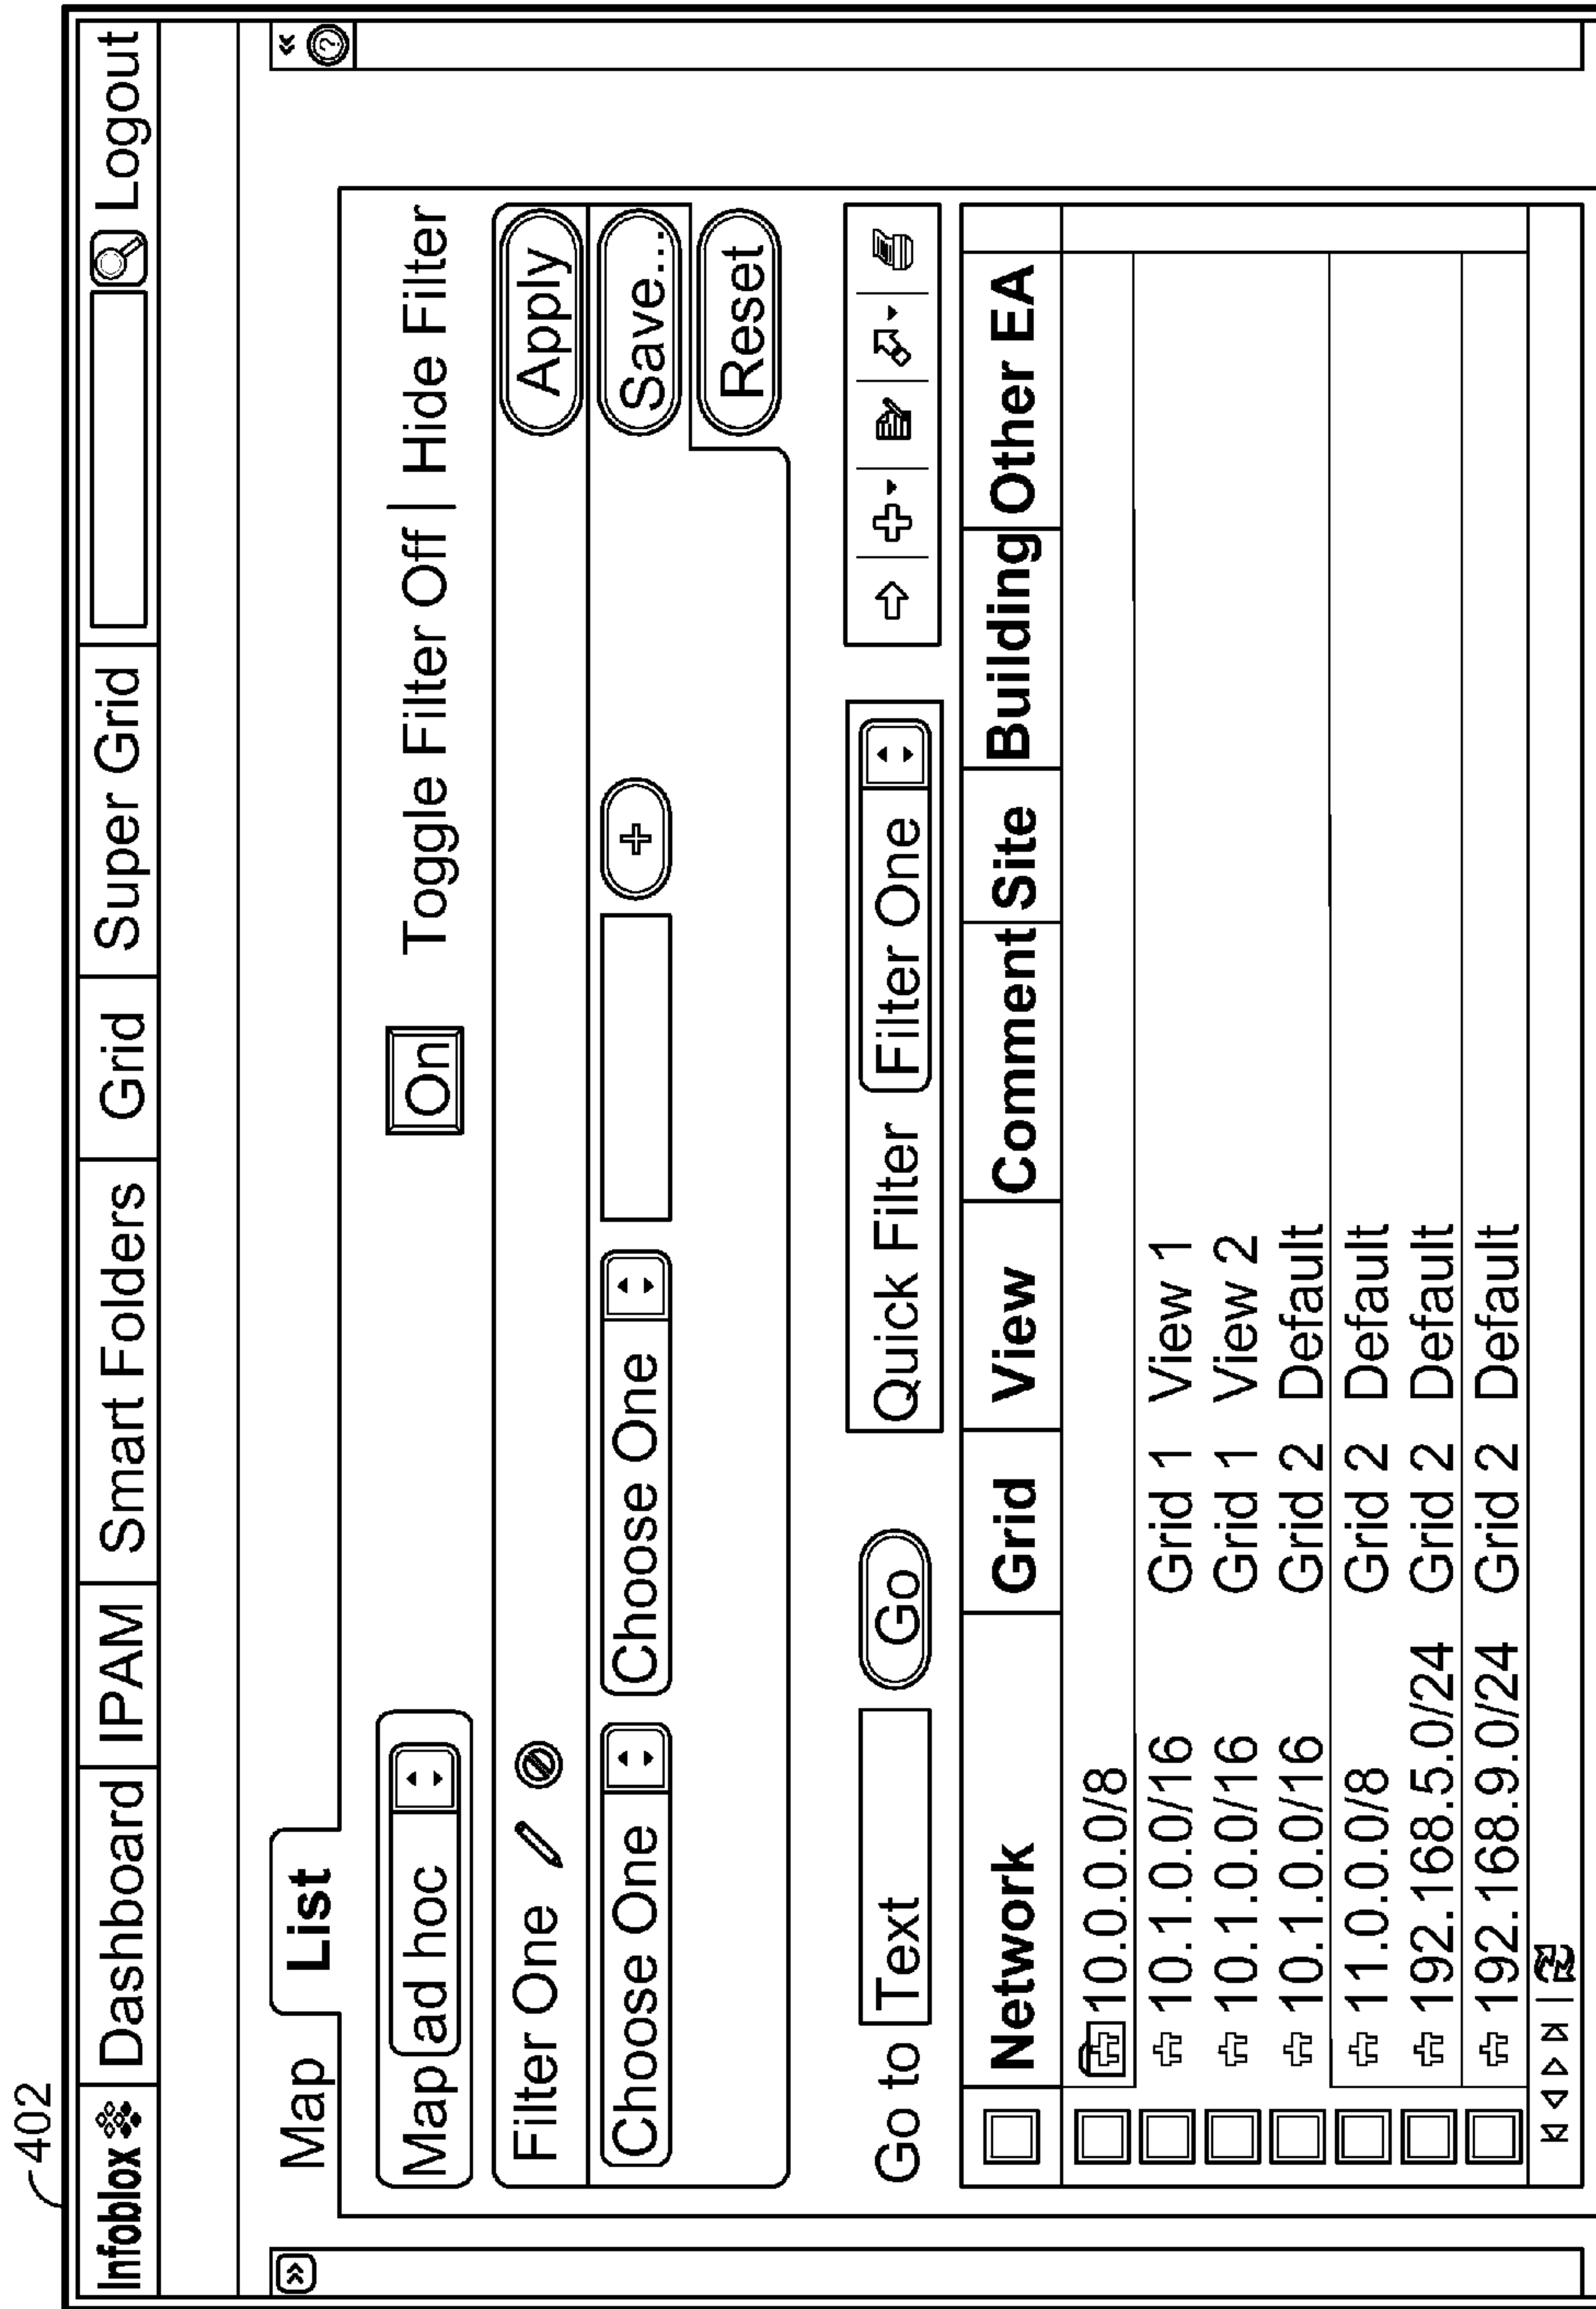 402
Infoblox Dashboard IPAM Smart Folders Grid Super Grid Logout
Map List
Map ad hoc On Toggle Filter Off | Hide Filter
Filter One Apply
Choose One Choose One + Save...
Reset
Go to Text Go Quick Filter Filter One
Network Grid View Comment Site Building Other EA
10.0.0.0/8
10.1.0.0/16 Grid 1 View 1
10.1.0.0/16 Grid 1 View 2
10.1.0.0/16 Grid 2 Default
11.0.0.0/8 Grid 2 Default
192.168.5.0/24 Grid 2 Default
192.168.9.0/24 Grid 2 Default